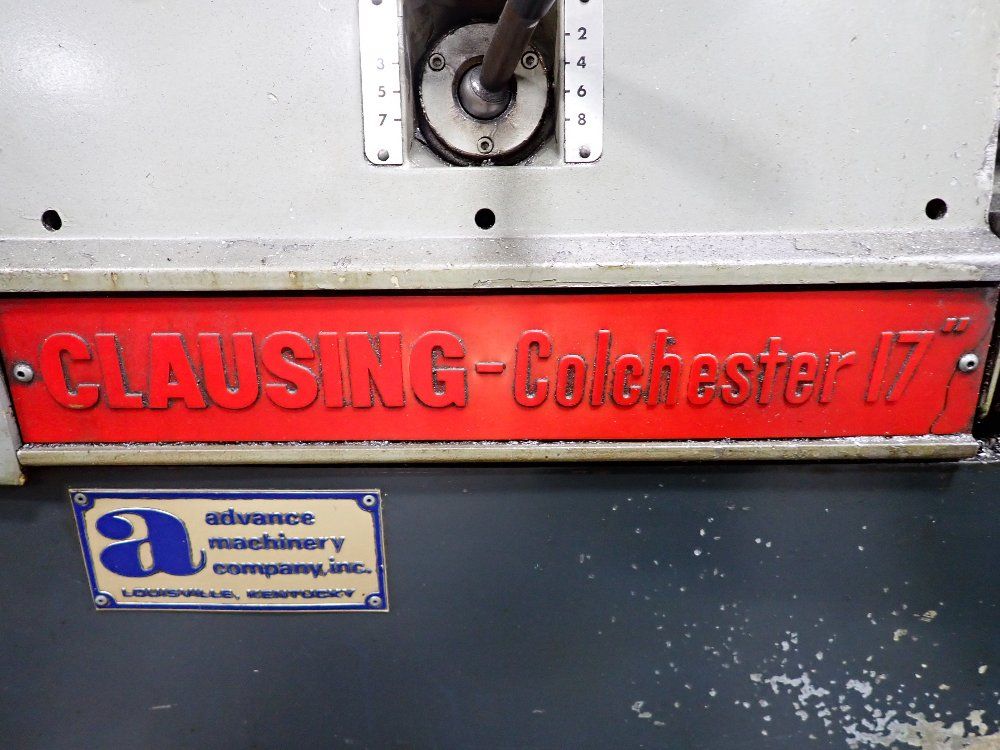 2
3 4
5 6
7 8
CLAUSING-Colchester 17"
a
advance
machinery
company, inc.
LOUISVILLE, KENTUCKY